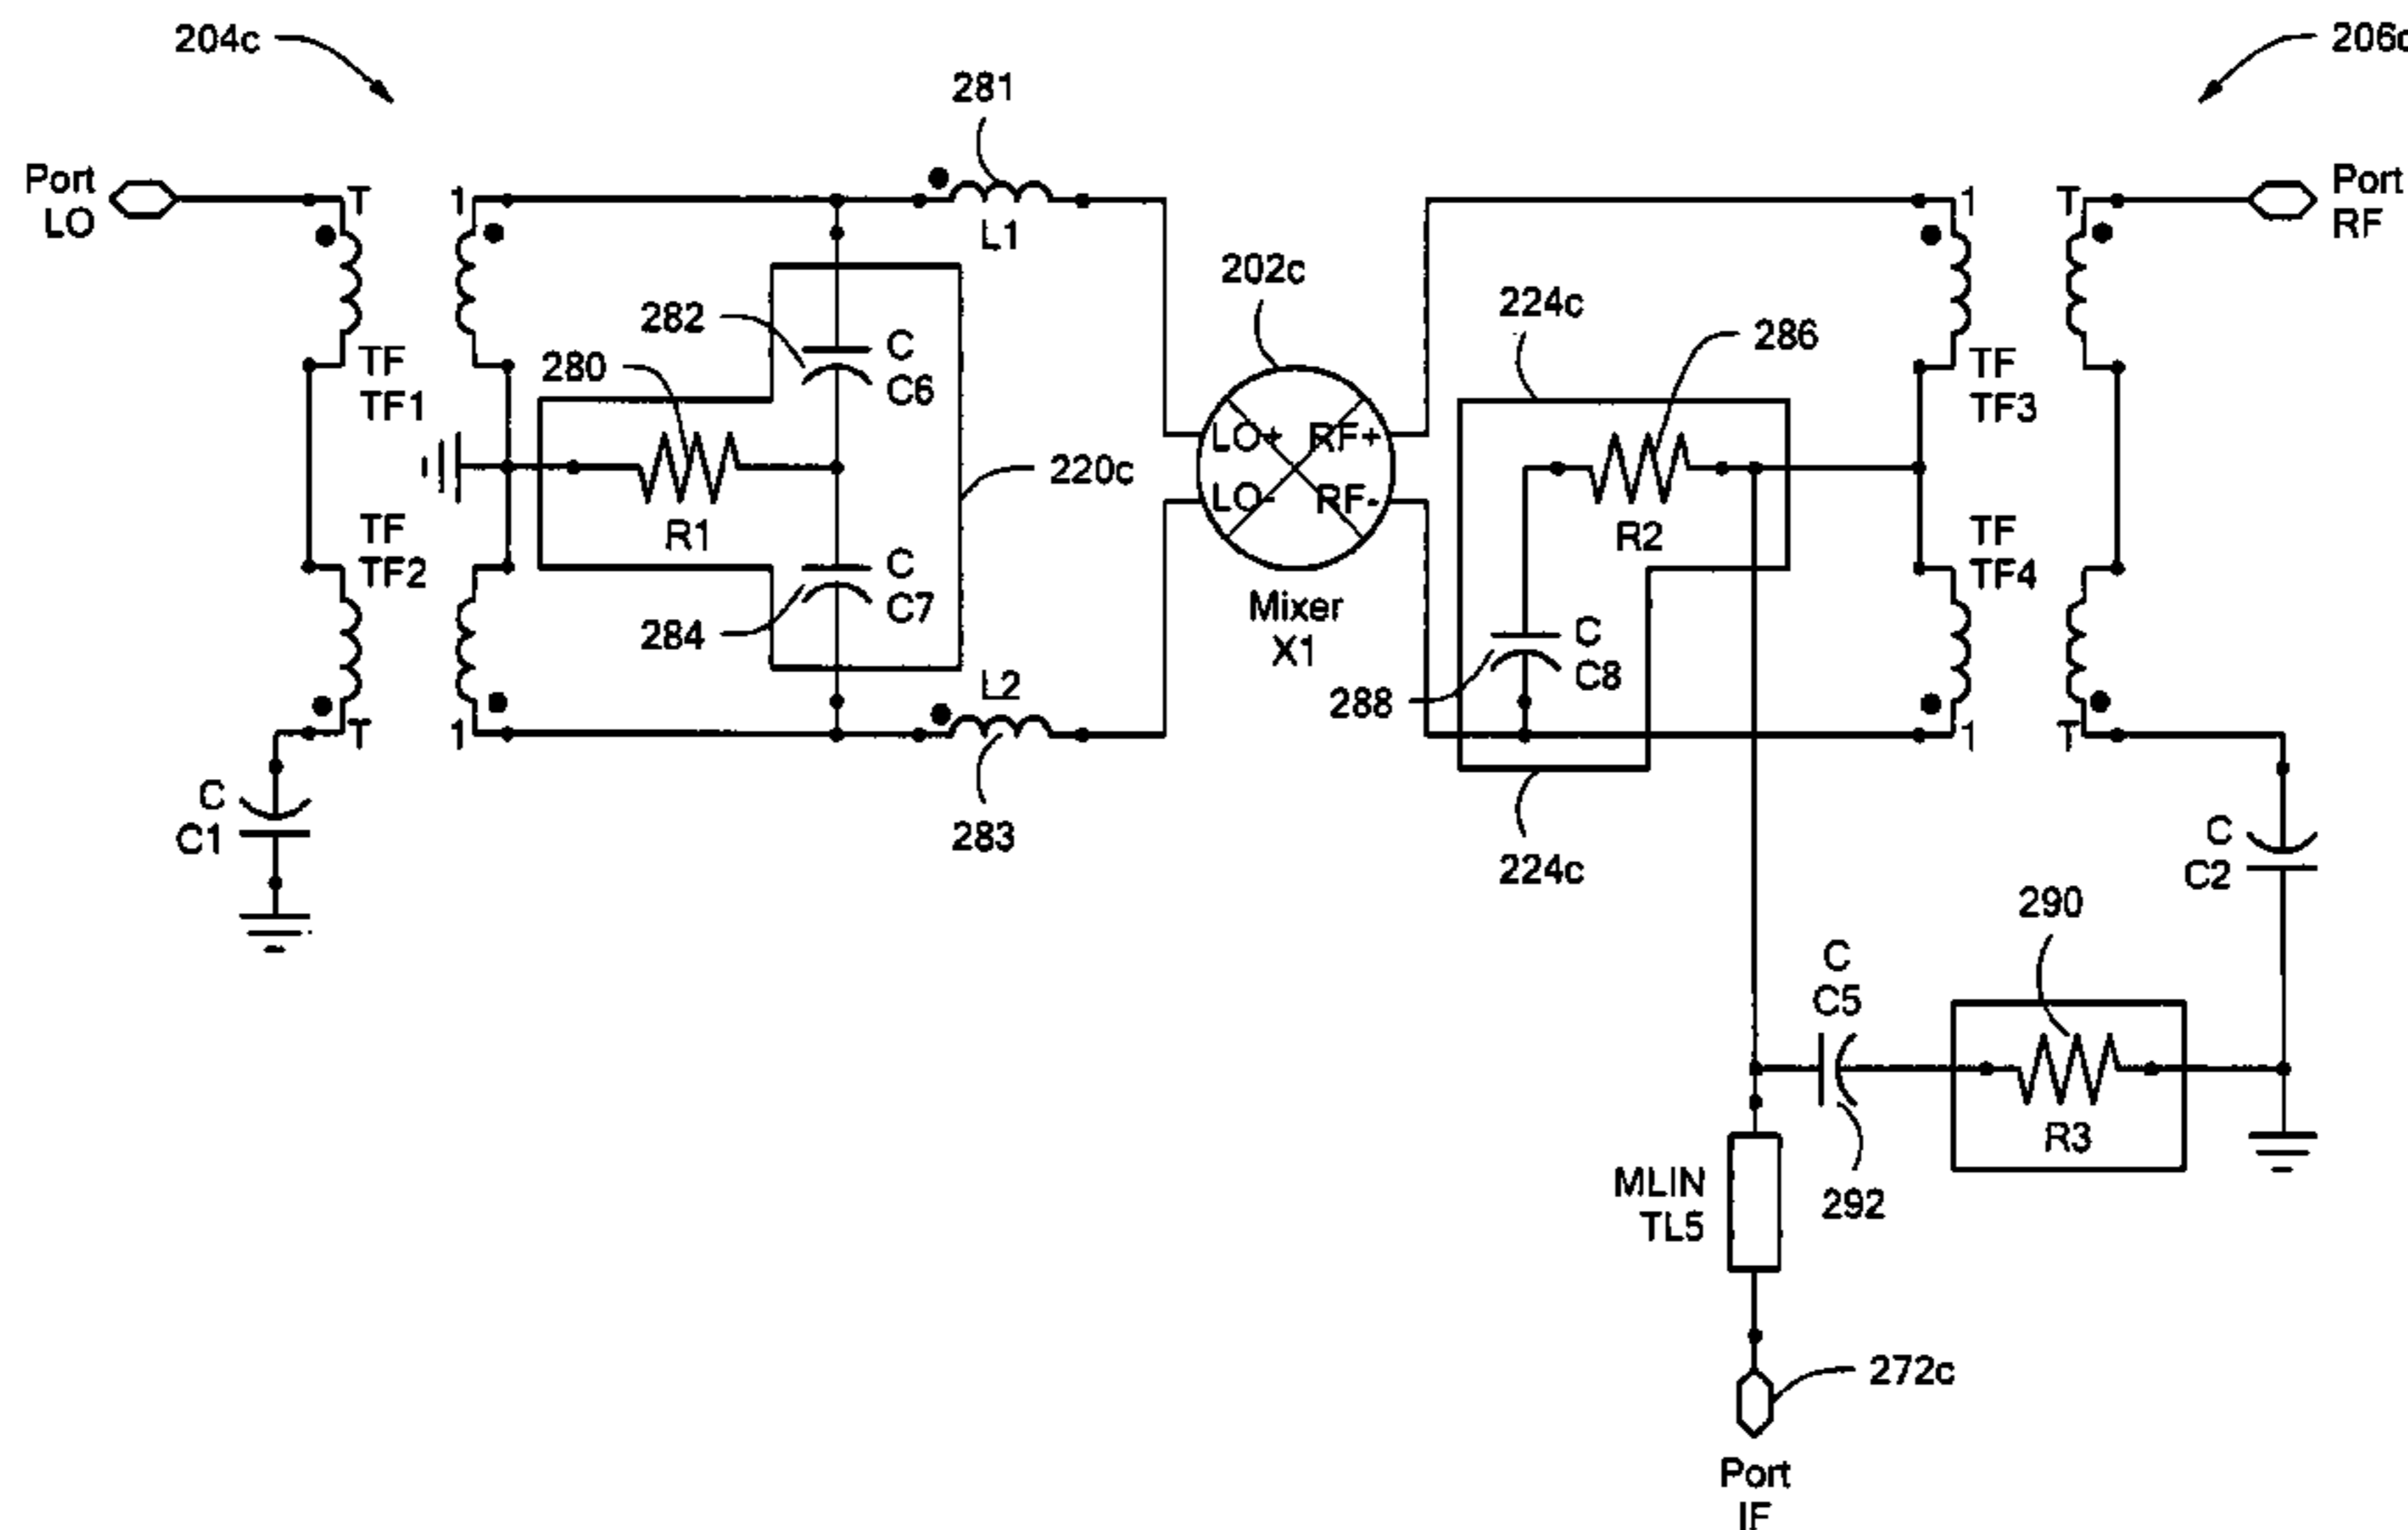 204c
206c
281
Port
LO
T
1
L1
1
T
Port
RF
202c
224c
282
C
C6
286
280
TF
TF1
TF
TF3
LO+
RF+
220c
LO-
RF-
R1
R2
TF
TF2
TF
TF4
C
C7
284
Mixer
X1
C
C8
288
L2
T
1
1
T
C
C1
283
224c
C
C2
290
C
C5
R3
MLIN
TL5
292
272c
Port
IF